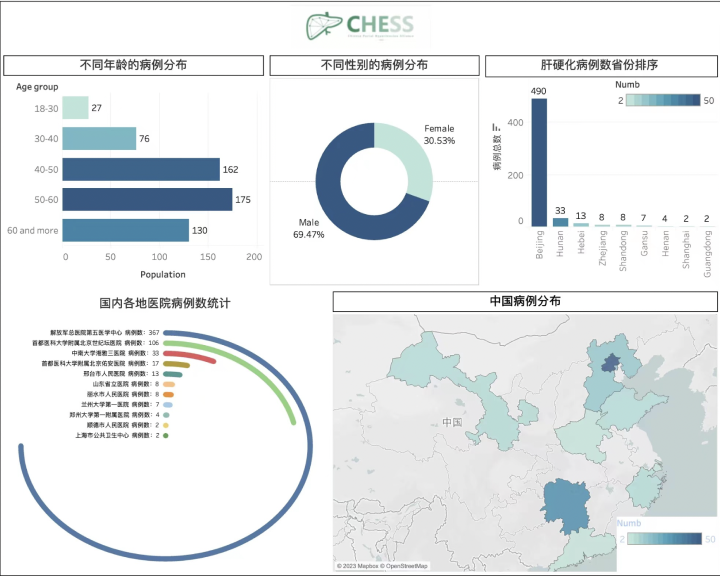 CHESS
不同年龄的病例分布
不同性别的病例分布
肝硬化病例数省份排序
Age group
18-30
27
30-40
76
40-50
162
50-60
175
60 and more
130
0
50
100
150
200
Population
Female
30.53%
Male
69.47%
Numb
2
50
病例总数
400
200
0
490
33
13
8
8
7
4
2
2
Beijing
Hunan
Hebei
Zhejiang
Shandong
Gansu
Henan
Shanghai
Guangdong
国内各地医院病例数统计
解放军总医院第五医学中心 病例数: 367
首都医科大学附属北京世纪坛医院 病例数: 106
中南大学湘雅三医院 病例数: 33
首都医科大学附属北京佑安医院 病例数: 17
邢台市人民医院 病例数: 13
山东省立医院 病例数: 8
丽水市人民医院 病例数: 8
兰州大学第一医院 病例数: 7
郑州大学第一附属医院 病例数: 4
顺德市人民医院 病例数: 2
上海市公共卫生中心 病例数: 2
中国病例分布
中国
Numb
2
50
© 2023 Mapbox © OpenStreetMap